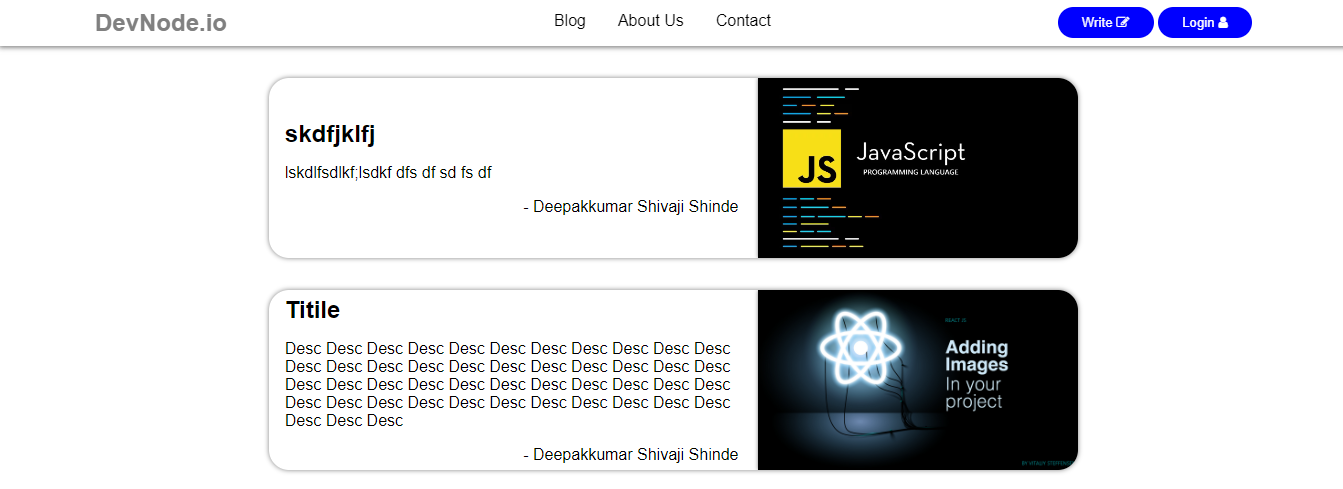 DevNode.io
Blog About Us Contact
Write Login
skdfjklfj
lskdlfsdlkf;lsdkf dfs df sd fs df
- Deepakkumar Shivaji Shinde
JS
JavaScript
PROGRAMMING LANGUAGE
Titile
Desc Desc Desc Desc Desc Desc Desc Desc Desc Desc Desc
Desc Desc Desc Desc Desc Desc Desc Desc Desc Desc Desc
Desc Desc Desc Desc Desc Desc Desc Desc Desc Desc Desc
Desc Desc Desc Desc Desc Desc Desc Desc Desc Desc Desc
Desc Desc Desc
- Deepakkumar Shivaji Shinde
REACT JS
Adding
Images
In your
project